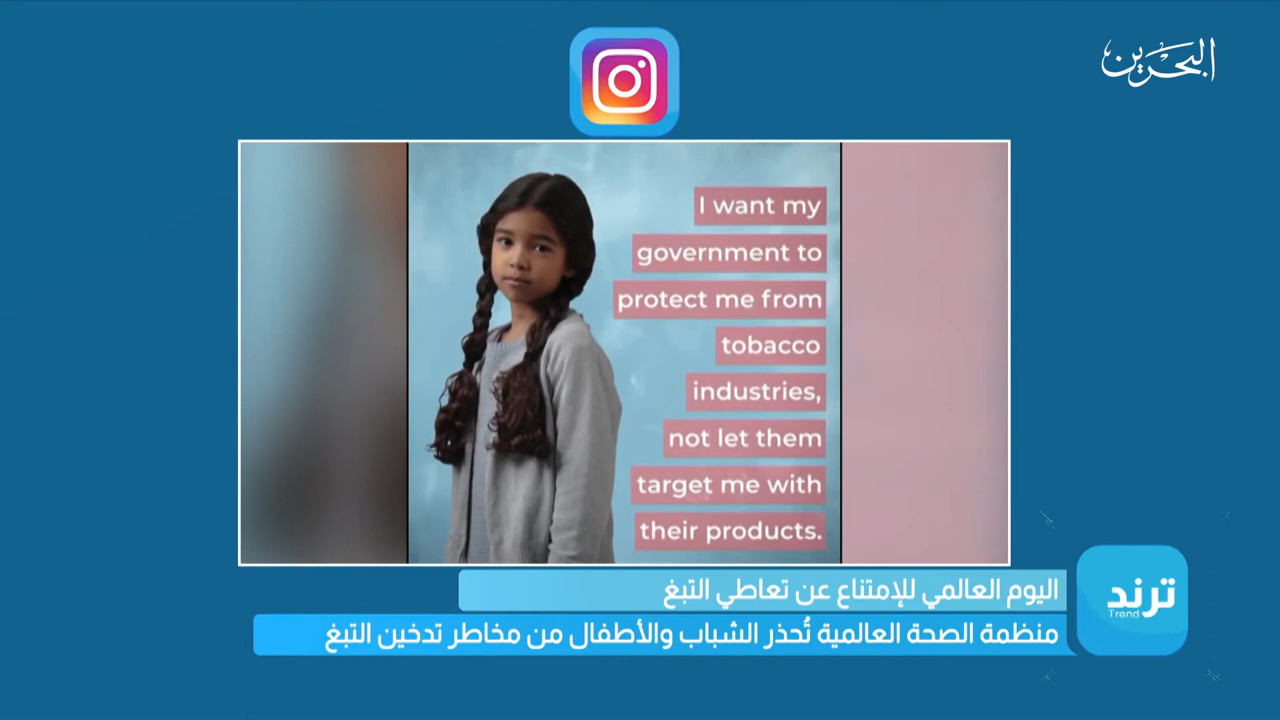 البحرين
I want my
government to
protect me from
tobacco
industries,
not let them
target me with
their products.
اليوم العالمي للإمتناع عن تعاطي التبغ
منظمة الصحة العالمية تُحذر الشباب والأطفال من مخاطر تدخين التبغ
ترند
Trend